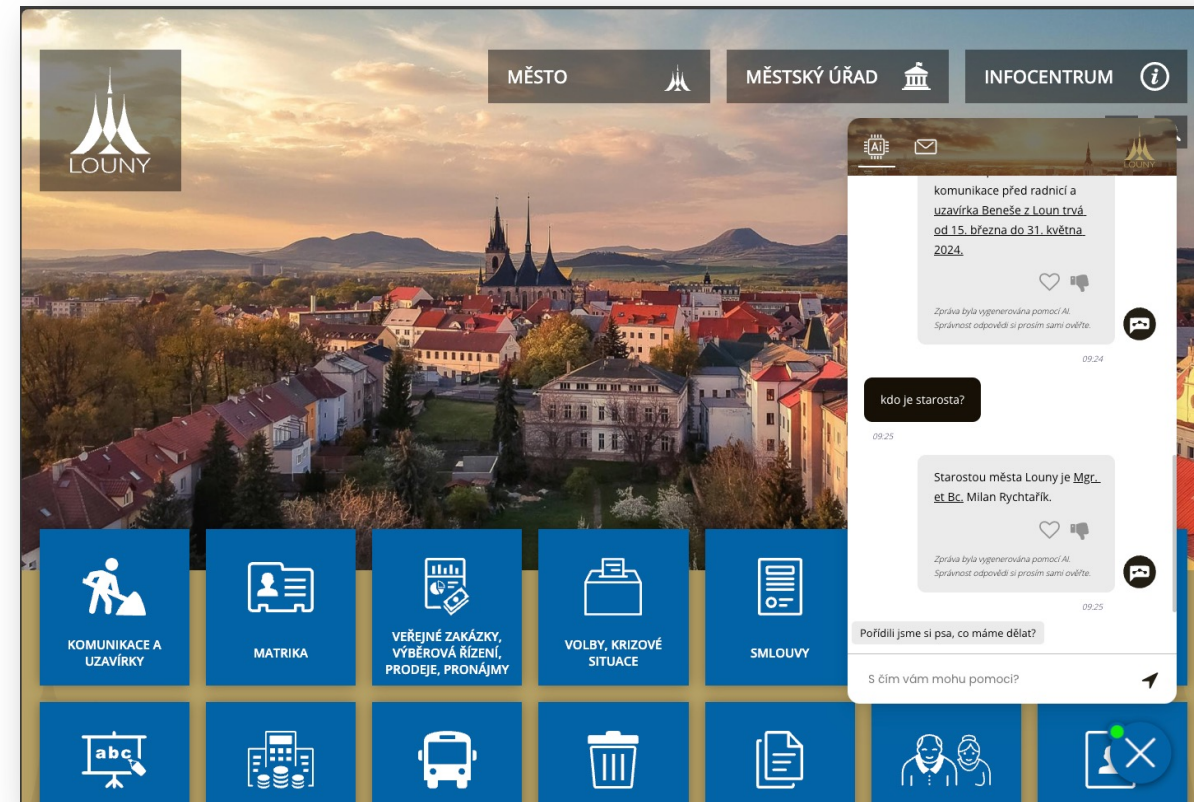 LOUNY
MĚSTO
MĚSTSKÝ ÚŘAD
INFOCENTRUM
Ai
LOUNY
komunikace před radnicí a
uzavírka Beneše z Loun trvá
od 15. března do 31. května
2024.
Zpráva byla vygenerována pomocí AI.
Správnost odpovědi si prosím sami ověřte.
09:24
kdo je starosta?
09:25
Starostou města Louny je Mgr.
et Bc. Milan Rychtařík.
Zpráva byla vygenerována pomocí AI.
Správnost odpovědi si prosím sami ověřte.
09:25
Pořídili jsme si psa, co máme dělat?
S čím vám mohu pomoci?
KOMUNIKACE A
UZAVÍRKY
MATRIKA
VEŘEJNÉ ZAKÁZKY,
VÝBĚROVÁ ŘÍZENÍ,
PRODEJE, PRONÁJMY
VOLBY, KRIZOVÉ
SITUACE
SMLOUVY
abc